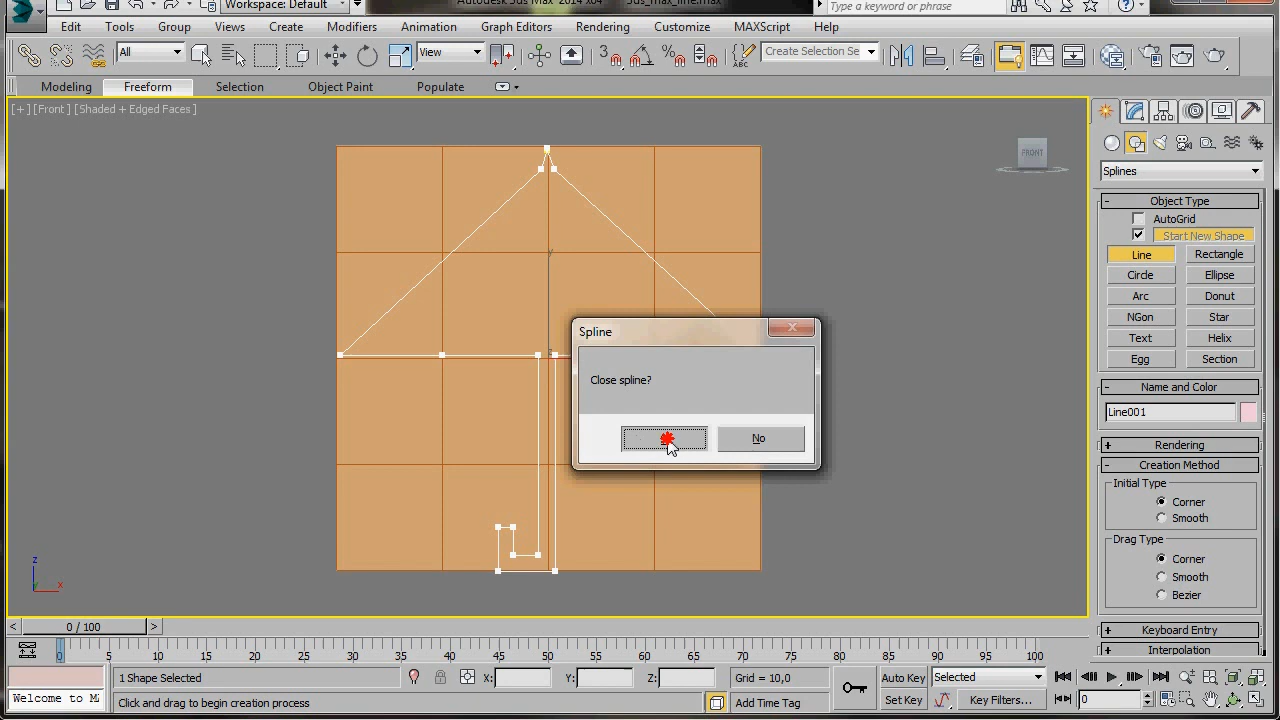 Workspace: Default
Autodesk 3ds Max 2014 x64
3ds_max_line.max
Type a keyword or phrase
Edit Tools Group Views Create Modifiers Animation Graph Editors Rendering Customize MAXScript Help
All
View
3
Create Selection Se
Modeling Freeform Selection Object Paint Populate
[+] [Front] [Shaded + Edged Faces ]
FRONT
y
z
x
Splines
- Object Type
AutoGrid
Start New Shape
Line Rectangle
Circle Ellipse
Arc Donut
NGon Star
Text Helix
Egg Section
- Name and Color
Line001
+ Rendering
- Creation Method
Initial Type
Corner
Smooth
Drag Type
Corner
Smooth
Bezier
+ Keyboard Entry
+ Interpolation
Spline
Close spline?
No
z
x
< 0 / 100 >
0 5 10 15 20 25 30 35 40 45 50 55 60 65 70 75 80 85 90 95 100
1 Shape Selected
X: Y: Z:
Grid = 10,0
Auto Key
Selected
Welcome to M
Click and drag to begin creation process
Add Time Tag
Set Key
Key Filters...
0